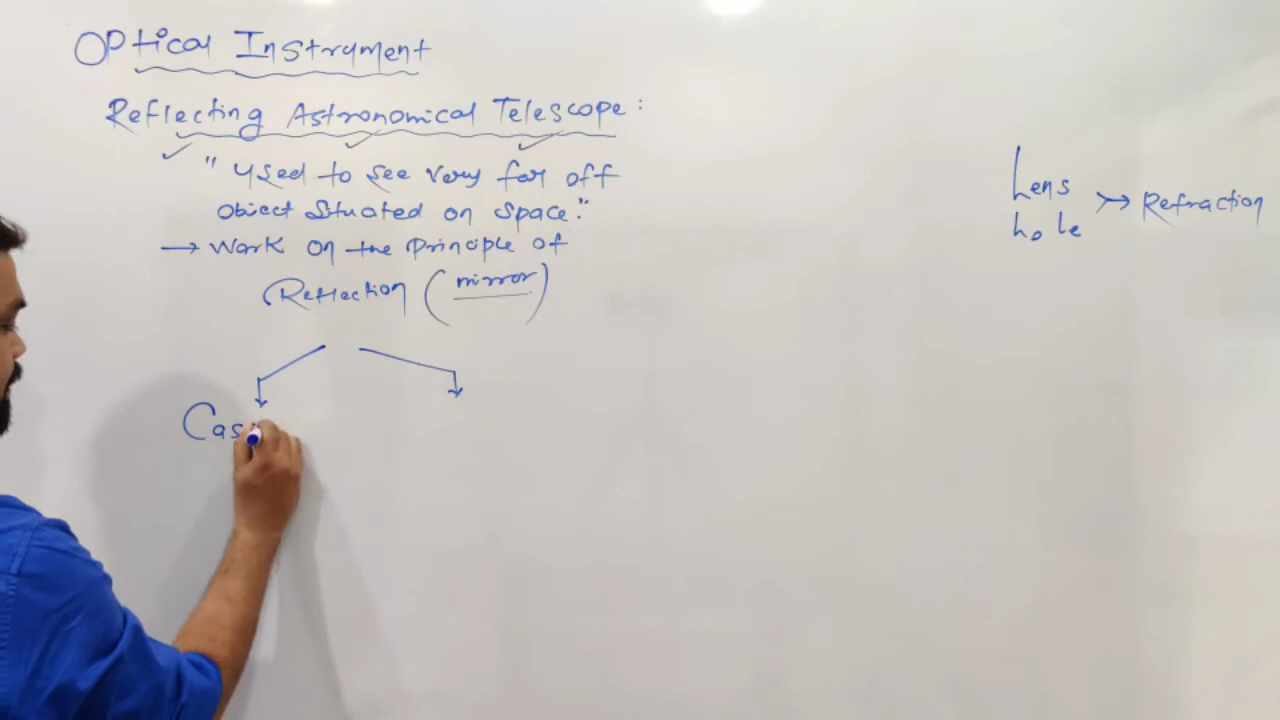 Optical Instrument
Reflecting Astronomical Telescope :
" Used to see very far off
object situated on space."
→ Work on the principle of
Reflection (mirror)
Cas
Lens
hole
→ Refraction